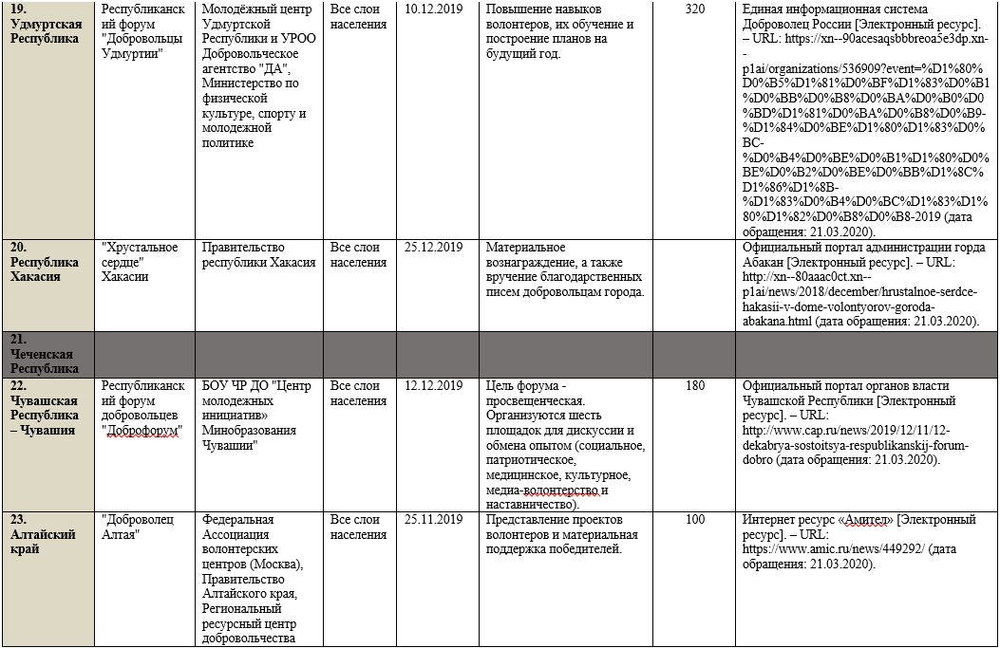 19.
Удмуртская
Республика
Республиканск
ий форум
"Добровольцы
Удмуртии"
Молодёжный центр
Удмуртской
Республики и УРОО
Добровольческое
агентство "ДА",
Министерство по
физической
культуре, спорту и
молодежной
политике
Все слои
населения
10.12.2019
Повышение навыков
волонтеров, их обучение и
построение планов на
будущий год.
320
Единая информационная система
Доброволец России [Электронный ресурс].
– URL: https://xn--90acesaqsbbbreoa5e3dp.xn-
-
p1ai/organizations/536909?event=%D1%80%
D0%B5%D1%81%D0%BF%D1%83%D0%B1
%D0%BB%D0%B8%D0%BA%D0%B0%D0
%BD%D1%81%D0%BA%D0%B8%D0%B9-
%D1%84%D0%BE%D1%80%D1%83%D0%
BC-
%D0%B4%D0%BE%D0%B1%D1%80%D0%
BE%D0%B2%D0%BE%D0%BB%D1%8C%
D1%86%D1%8B-
%D1%83%D0%B4%D0%BC%D1%83%D1%
80%D1%82%D0%B8%D0%B8-2019 (дата
обращения: 21.03.2020).
20.
Республика
Хакасия
"Хрустальное
сердце"
Хакасии
Правительство
республики Хакасия
Все слои
населения
25.12.2019
Материальное
вознаграждение, а также
вручение благодарственных
писем добровольцам города.
Официальный портал администрации горда
Абакан [Электронный ресурс]. – URL:
http://xn--80aaac0ct.xn--
p1ai/news/2018/december/hrustalnoe-serdce-
hakasii-v-dome-volontyorov-goroda-
abakana.html (дата обращения: 21.03.2020).
21.
Чеченская
Республика
22.
Чувашская
Республика
– Чувашия
Республиканск
ий форум
добровольцев
"Доброфорум"
БОУ ЧР ДО "Центр
молодежных
инициатив»
Минобразования
Чувашии"
Все слои
населения
12.12.2019
Цель форума -
просвещенческая.
Организуются шесть
площадок для дискуссии и
обмена опытом (социальное,
патриотическое,
медицинское, культурное,
медиа-волонтерство и
наставничество).
180
Официальный портал органов власти
Чувашской Республики [Электронный
ресурс]. – URL:
http://www.cap.ru/news/2019/12/11/12-
dekabrya-sostoitsya-respublikanskij-forum-
dobro (дата обращения: 21.03.2020).
23.
Алтайский
край
"Доброволец
Алтая"
Федеральная
Ассоциация
волонтерских
центров (Москва),
Правительство
Алтайского края,
Региональный
ресурсный центр
добровольчества
Все слои
населения
25.11.2019
Представление проектов
волонтеров и материальная
поддержка победителей.
100
Интернет ресурс «Амител» [Электронный
ресурс]. – URL:
https://www.amic.ru/news/449292/ (дата
обращения: 21.03.2020).